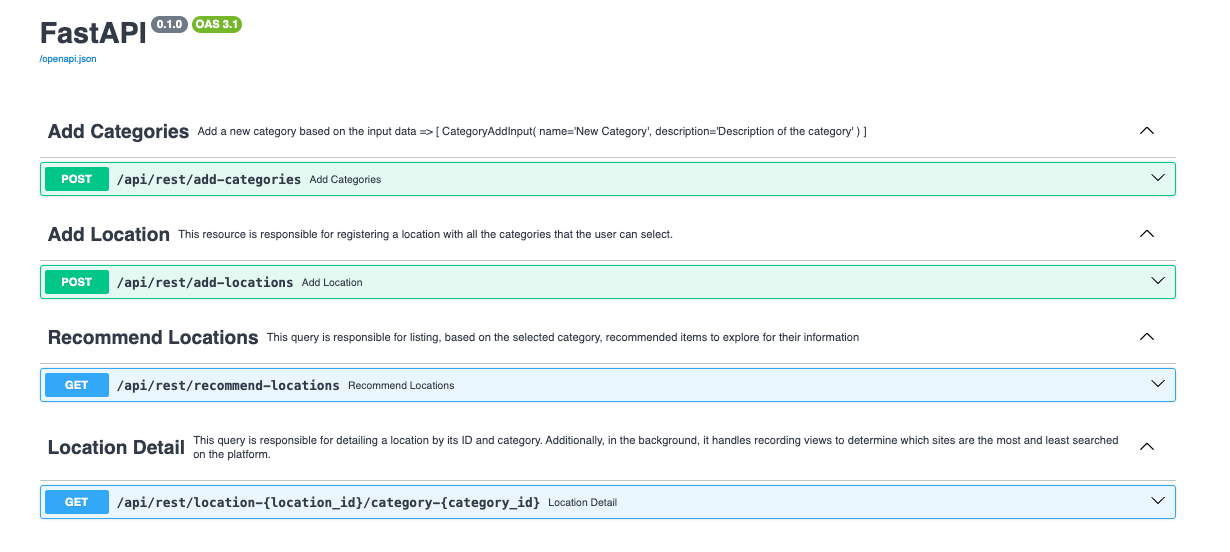 FastAPI 0.1.0 OAS 3.1
/openapi.json
Add Categories Add a new category based on the input data => [ CategoryAddInput( name='New Category', description='Description of the category' ) ]
POST /api/rest/add-categories Add Categories
Add Location This resource is responsible for registering a location with all the categories that the user can select.
POST /api/rest/add-locations Add Location
Recommend Locations This query is responsible for listing, based on the selected category, recommended items to explore for their information
GET /api/rest/recommend-locations Recommend Locations
Location Detail This query is responsible for detailing a location by its ID and category. Additionally, in the background, it handles recording views to determine which sites are the most and least searched
on the platform.
GET /api/rest/location-{location_id}/category-{category_id} Location Detail